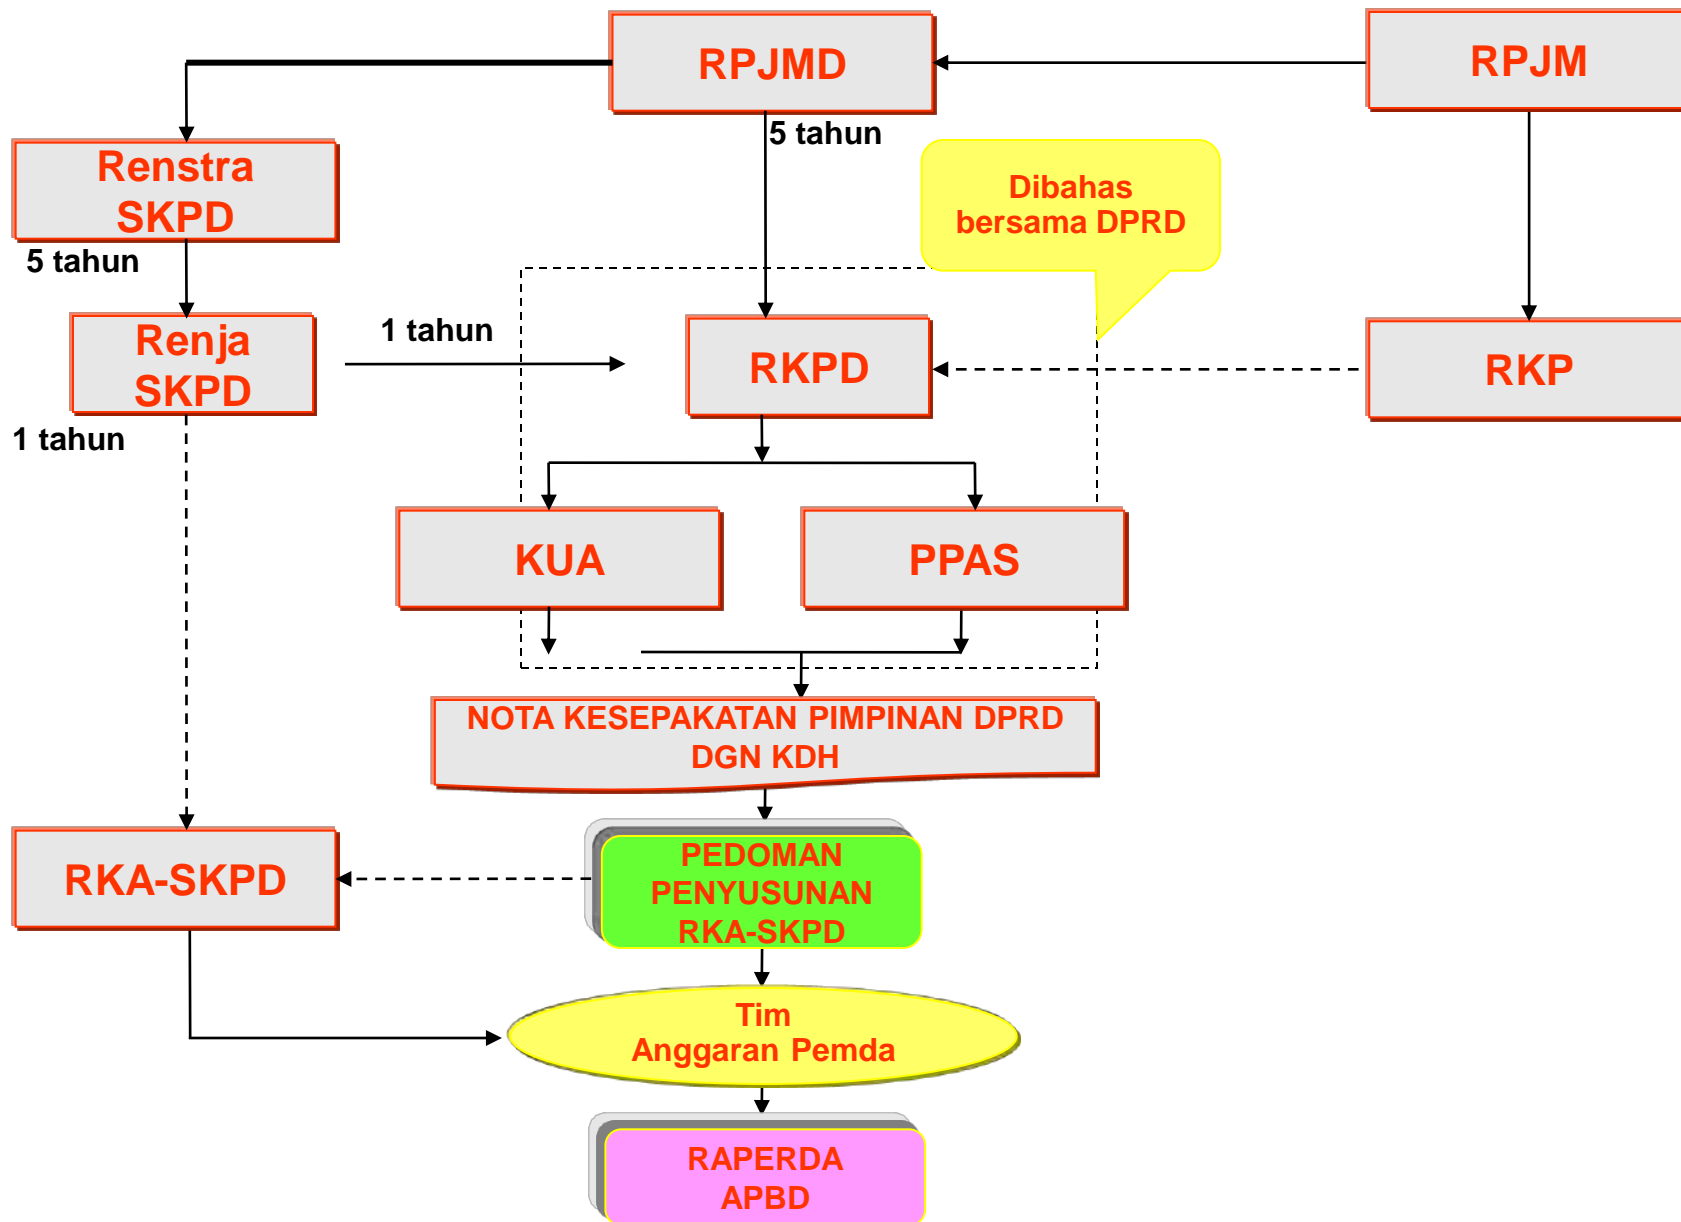 RPJMD
RPJM
5 tahun
Renstra
SKPD
5 tahun
Dibahas
bersama DPRD
Renja
SKPD
1 tahun
1 tahun
RKPD
RKP
KUA
PPAS
NOTA KESEPAKATAN PIMPINAN DPRD
DGN KDH
RKA-SKPD
PEDOMAN
PENYUSUNAN
RKA-SKPD
Tim
Anggaran Pemda
RAPERDA
APBD